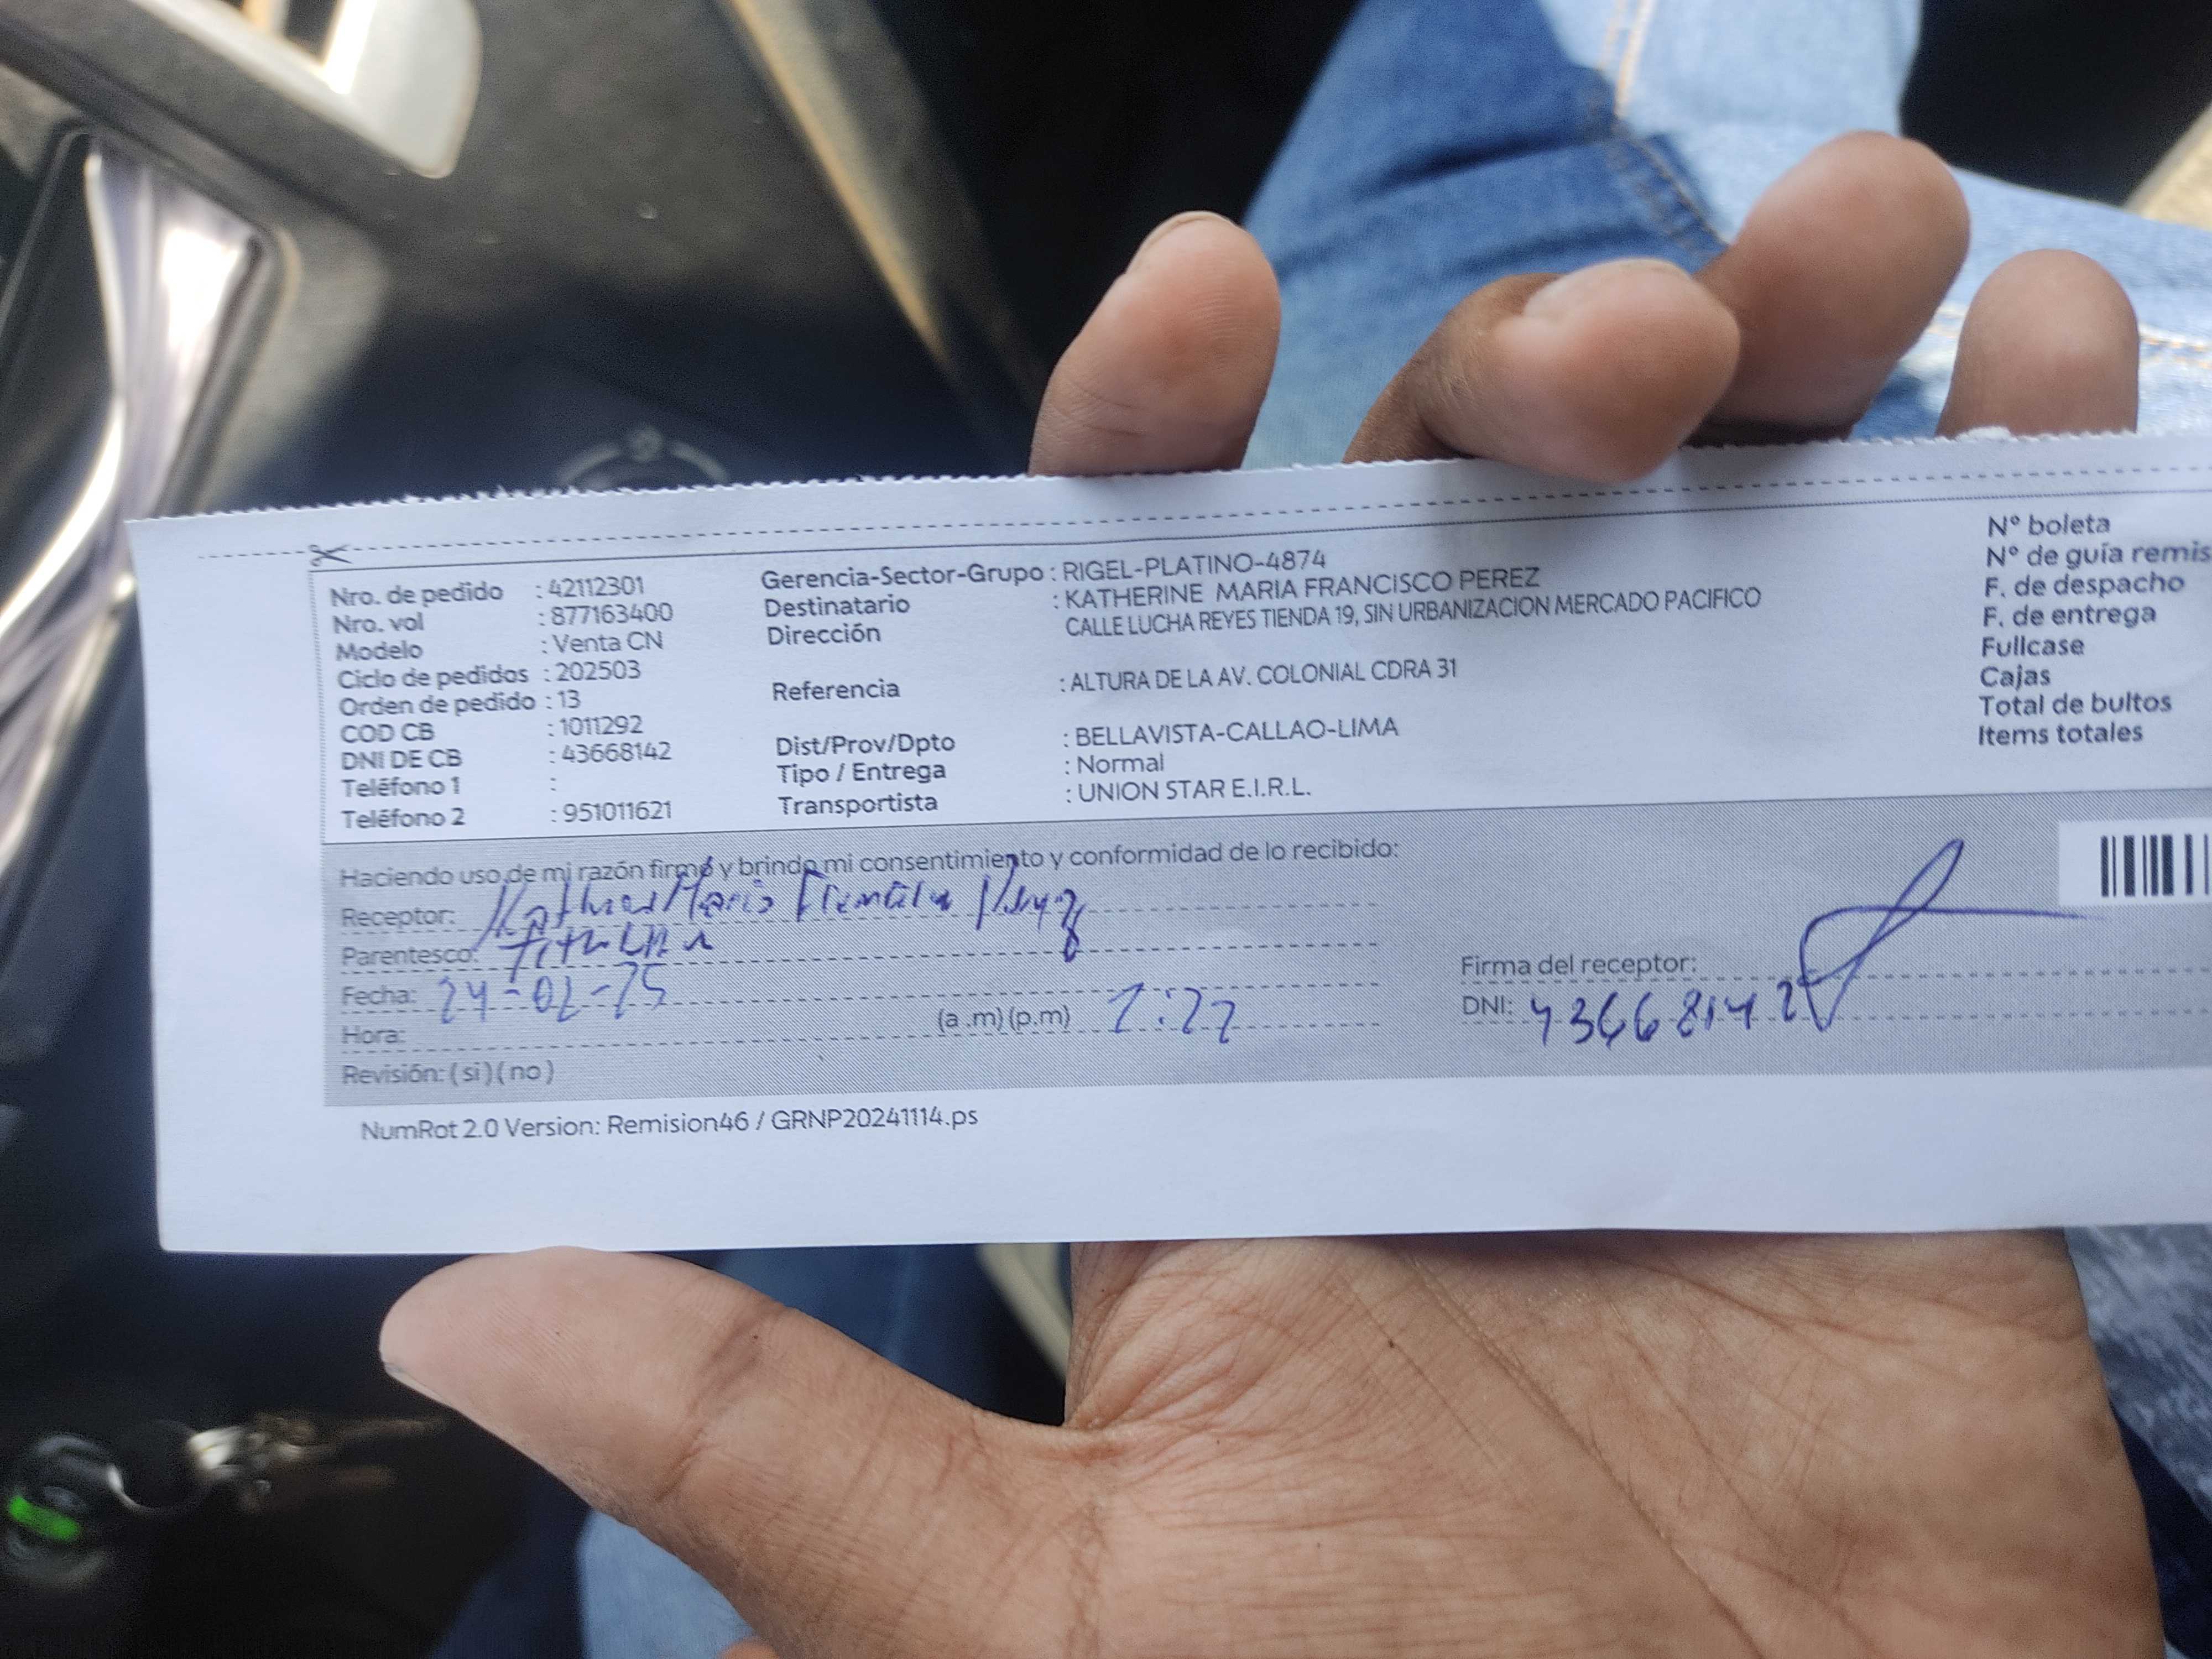 Nro. de pedido : 42112301
Nro. vol : 877163400
Modelo : Venta CN
Ciclo de pedidos : 202503
Orden de pedido : 13
COD CB : 1011292
DNI DE CB : 43668142
Teléfono 1 :
Teléfono 2 : 951011621
Gerencia-Sector-Grupo : RIGEL-PLATINO-4874
Destinatario : KATHERINE MARIA FRANCISCO PEREZ
Dirección CALLE LUCHA REYES TIENDA 19, SIN URBANIZACION MERCADO PACIFICO
Referencia : ALTURA DE LA AV. COLONIAL CDRA 31
Dist/Prov/Dpto : BELLAVISTA-CALLAO-LIMA
Tipo / Entrega : Normal
Transportista : UNION STAR E.I.R.L.
Nº boleta
Nº de guía remis
F. de despacho
F. de entrega
Fullcase
Cajas
Total de bultos
Items totales
Haciendo uso de mi razón firmo y brindo mi consentimiento y conformidad de lo recibido:
Receptor: Maria
Parentesco:
Fecha: 24-02-25
Hora: (a .m) (p.m)
Revisión: ( si ) ( no )
Firma del receptor:
DNI: 43668142
NumRot 2.0 Version: Remision46 / GRNP20241114.ps